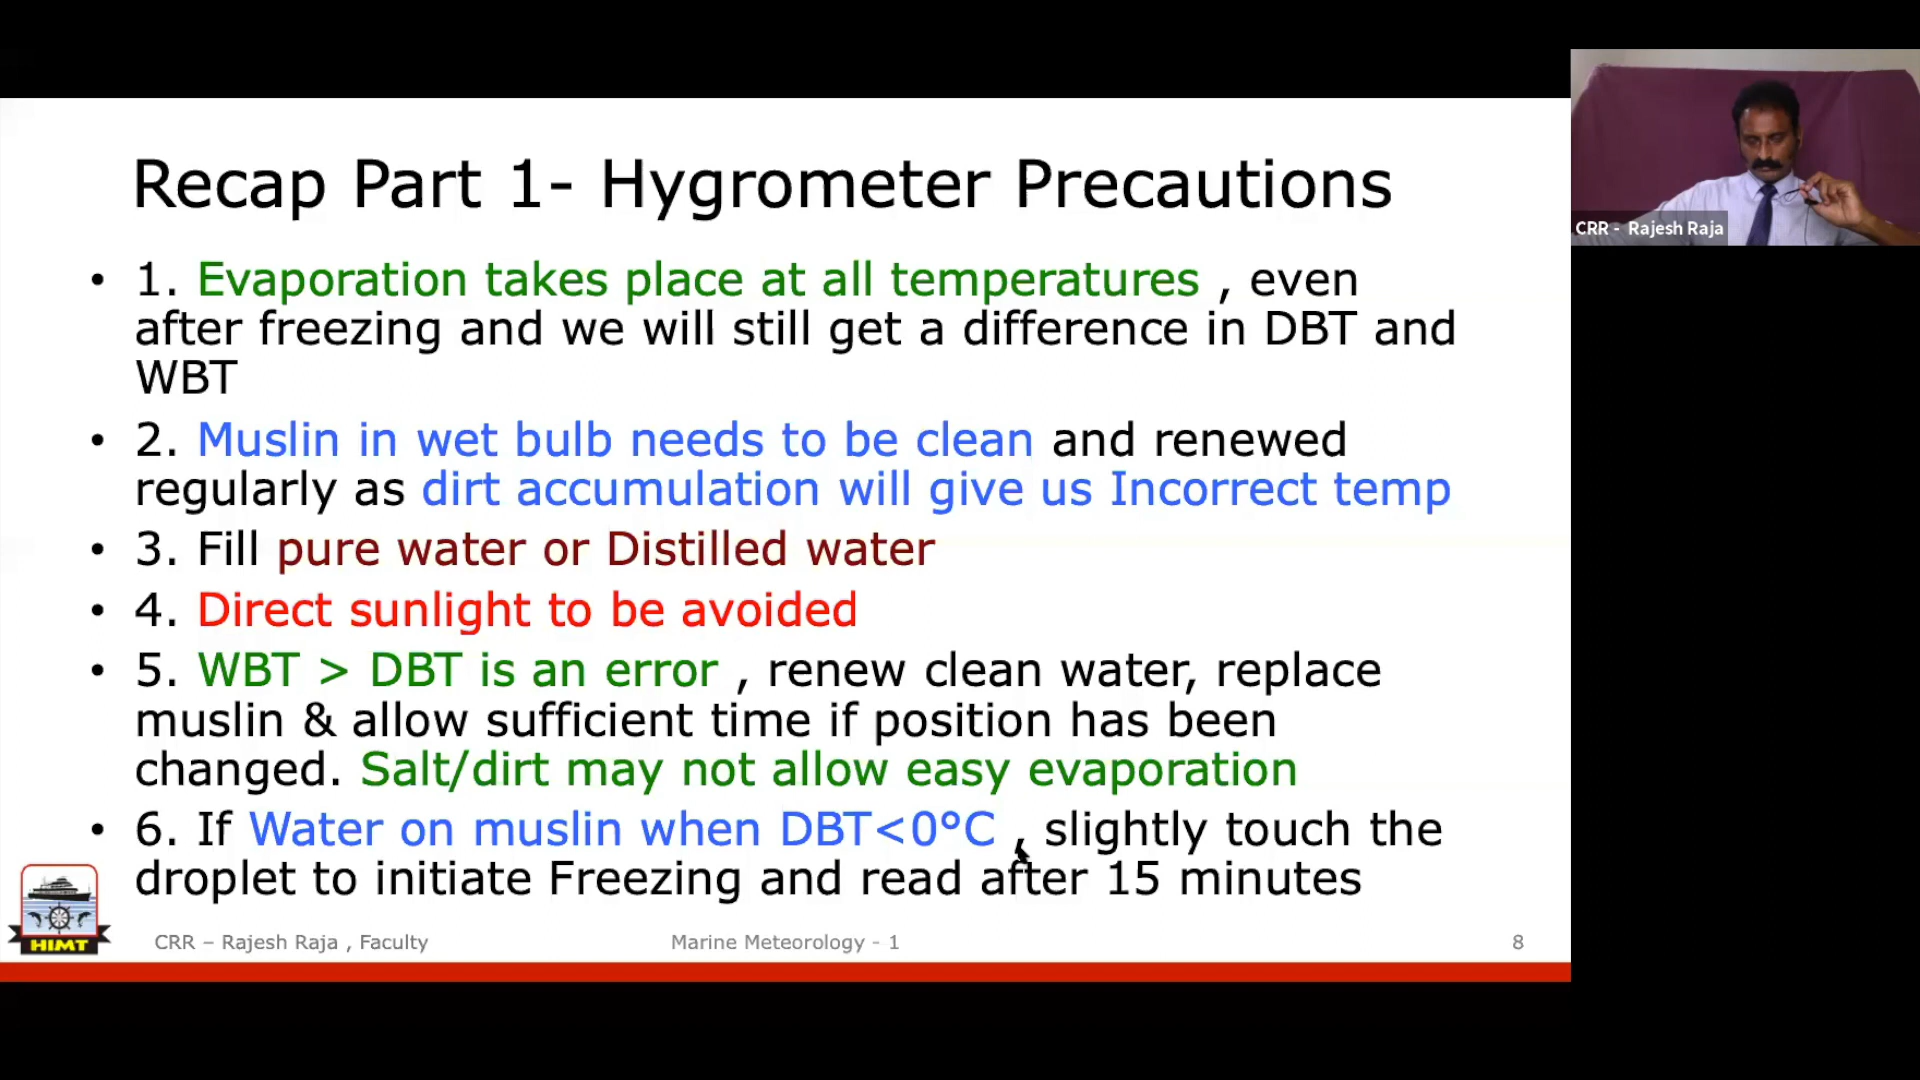 Recap Part 1- Hygrometer Precautions
• 1. Evaporation takes place at all temperatures , even
after freezing and we will still get a difference in DBT and
WBT
• 2. Muslin in wet bulb needs to be clean and renewed
regularly as dirt accumulation will give us Incorrect temp
• 3. Fill pure water or Distilled water
• 4. Direct sunlight to be avoided
• 5. WBT > DBT is an error , renew clean water, replace
muslin & allow sufficient time if position has been
changed. Salt/dirt may not allow easy evaporation
• 6. If Water on muslin when DBT<0°C , slightly touch the
droplet to initiate Freezing and read after 15 minutes
HIMT
CRR – Rajesh Raja , Faculty
Marine Meteorology - 1
8
CRR - Rajesh Raja